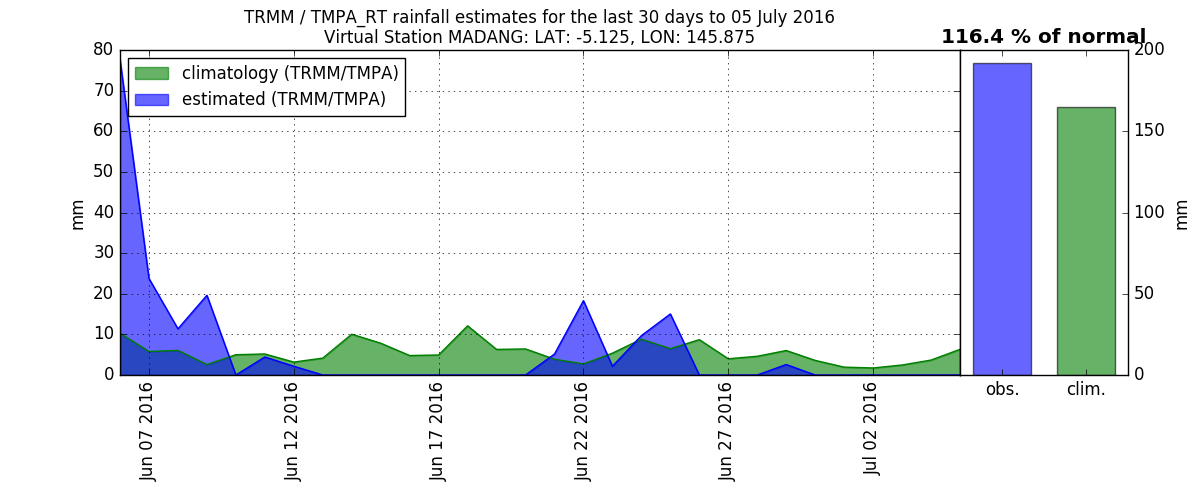 TRMM / TMPA_RT rainfall estimates for the last 30 days to 05 July 2016
Virtual Station MADANG: LAT: -5.125, LON: 145.875
116.4 % of normal
climatology (TRMM/TMPA)
estimated (TRMM/TMPA)
80
70
60
50
40
30
20
10
0
mm
Jun 07 2016
Jun 12 2016
Jun 17 2016
Jun 22 2016
Jun 27 2016
Jul 02 2016
200
150
100
50
0
mm
obs.
clim.